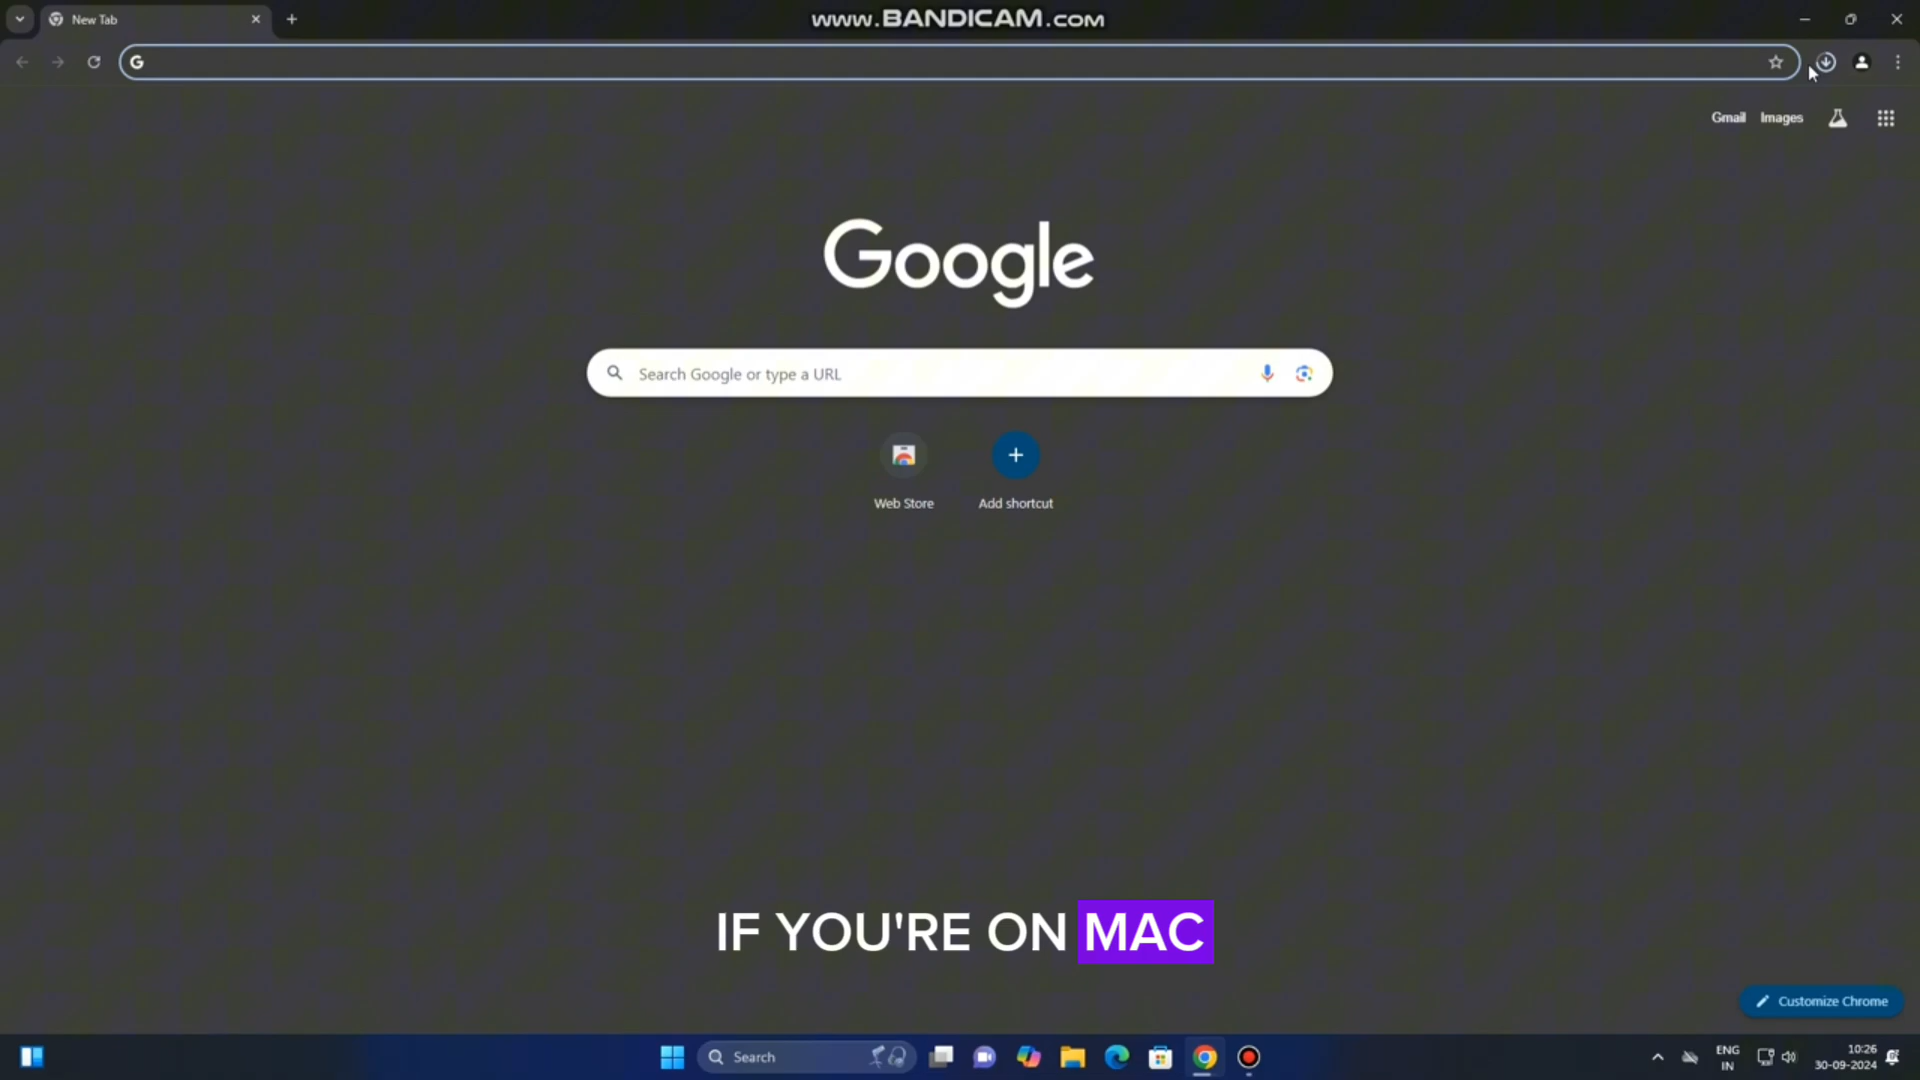 New Tab
www.BANDICAM.com
Gmail Images
Google
Search Google or type a URL
Web Store
Add shortcut
IF YOU'RE ON MAC
Customize Chrome
Search
ENG
IN
10:26
30-09-2024